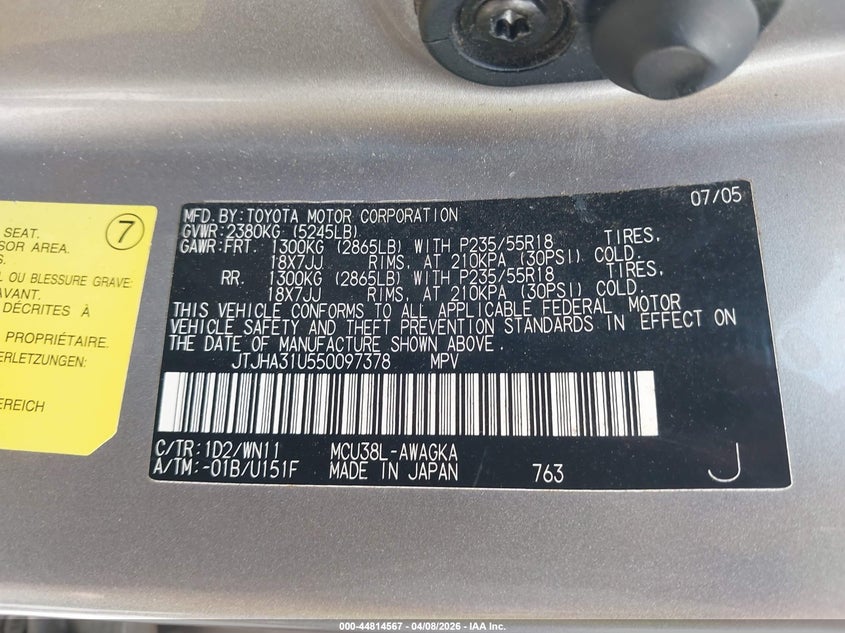 SEAT.
SOR AREA.
S.
L OU BLESSURE GRAVE:
AVANT.
DÉCRITES À
PROPRIÉTAIRE.
ERLETZUNGEN:
EREICH
7
07/05
MFD. BY: TOYOTA MOTOR CORPORATION
GVWR: 2380KG (5245LB)
GAWR: FRT. 1300KG (2865LB) WITH P235/55R18 TIRES,
18X7JJ RIMS, AT 210KPA (30PSI) COLD.
RR. 1300KG (2865LB) WITH P235/55R18 TIRES,
18X7JJ RIMS, AT 210KPA (30PSI) COLD.
THIS VEHICLE CONFORMS TO ALL APPLICABLE FEDERAL MOTOR
VEHICLE SAFETY AND THEFT PREVENTION STANDARDS IN EFFECT ON
THE DATE OF MANUFACTURE SHOWN ABOVE.
JTJHA31U550097378 MPV
C/TR: 1D2/WN11 MCU38L-AWAGKA
A/TM: -01B/U151F MADE IN JAPAN 763 J
000-44814567 - 04/08/2026 - IAA Inc.